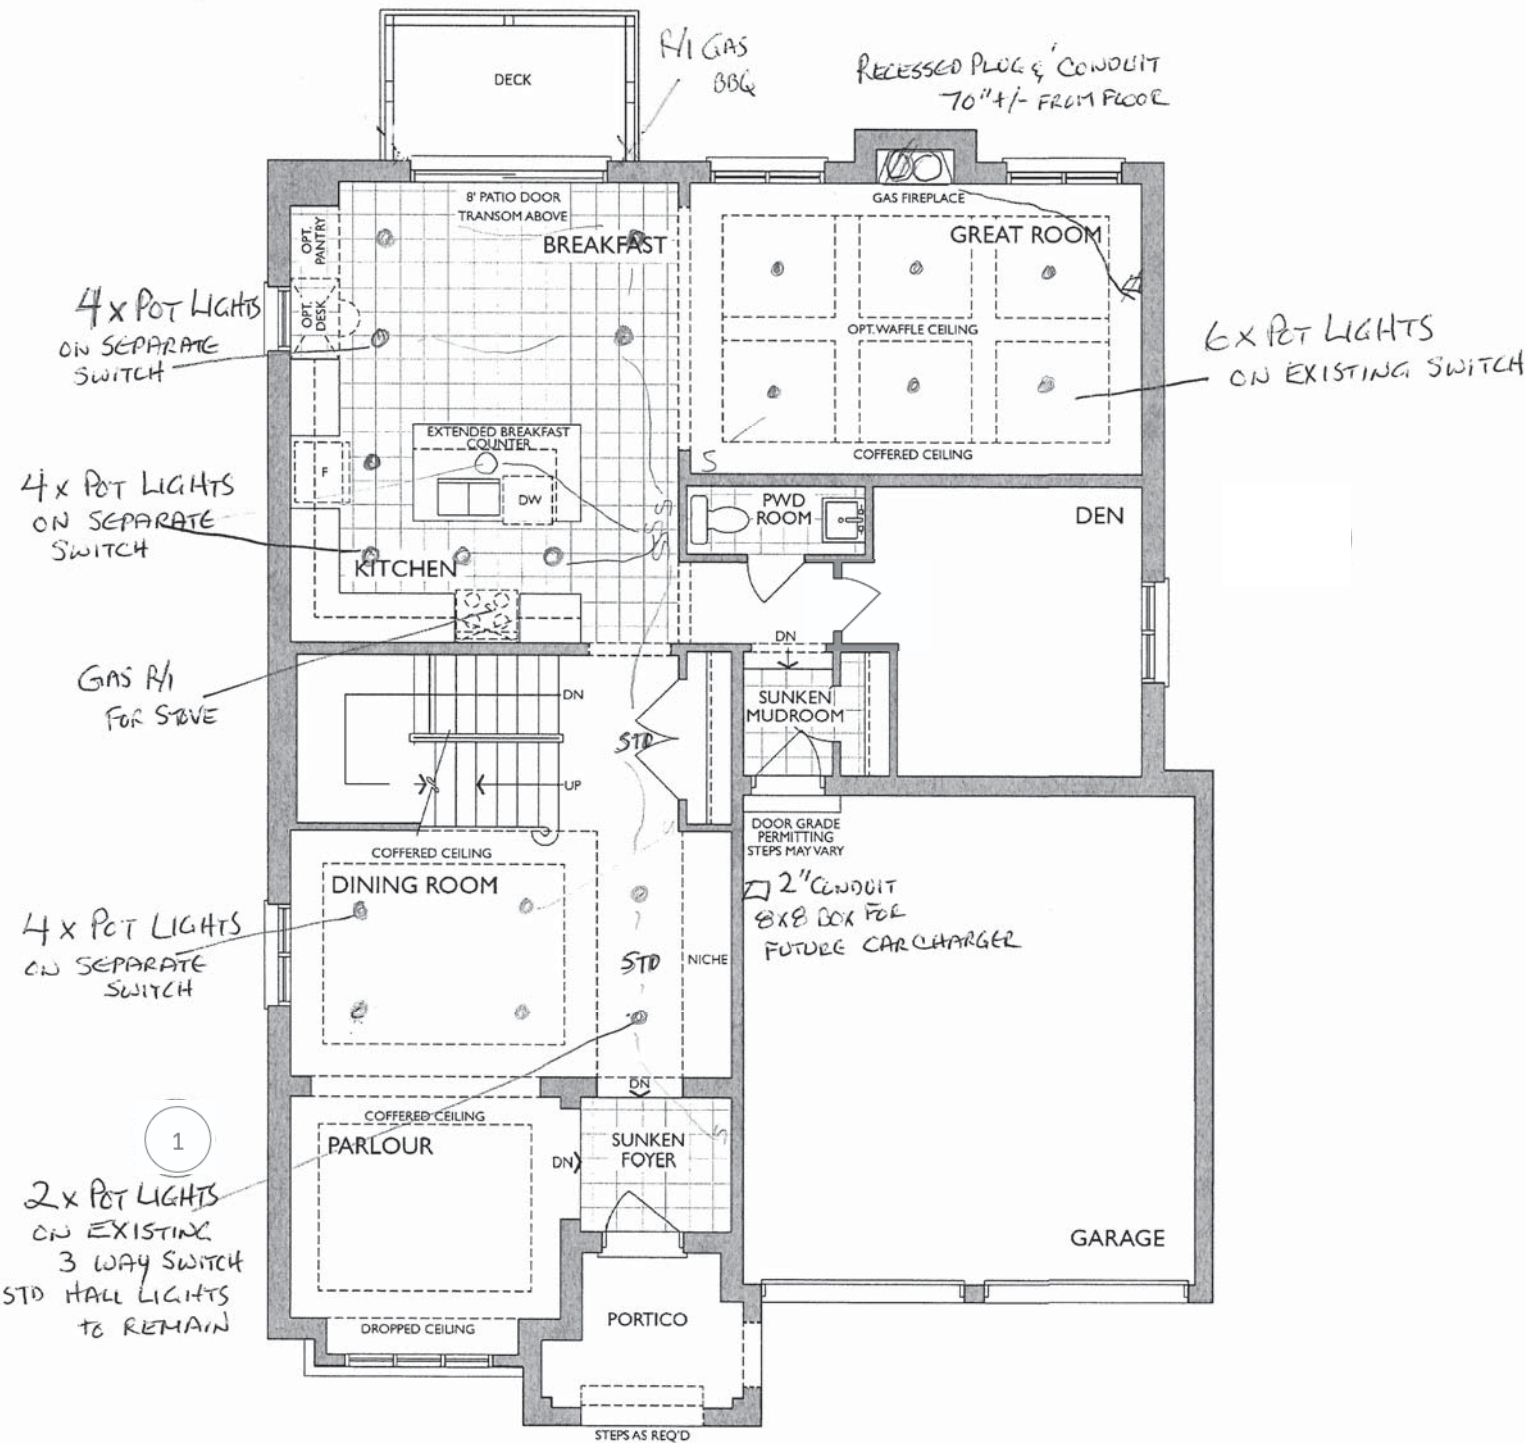 DECK
R/I GAS
BBQ
RECESSED PLUG & CONDUIT
70" +/- FROM FLOOR
8' PATIO DOOR
TRANSOM ABOVE
BREAKFAST
GAS FIREPLACE
GREAT ROOM
OPT.
PANTRY
OPT.
DESK
4 x POT LIGHTS
ON SEPARATE
SWITCH
OPT. WAFFLE CEILING
6 x POT LIGHTS
ON EXISTING SWITCH
COFFERED CEILING
S
EXTENDED BREAKFAST
COUNTER
F
DW
4 x POT LIGHTS
ON SEPARATE
SWITCH
S
S
S
KITCHEN
PWD
ROOM
DEN
DN
GAS R/I
FOR STOVE
SUNKEN
MUDROOM
DN
STD
UP
DOOR GRADE
PERMITTING
STEPS MAY VARY
COFFERED CEILING
DINING ROOM
2" CONDUIT
8x8 BOX FOR
FUTURE CAR CHARGER
4 x POT LIGHTS
ON SEPARATE
SWITCH
STD
NICHE
DN
COFFERED CEILING
PARLOUR
SUNKEN
FOYER
S
DN
1
2 x POT LIGHTS
ON EXISTING
3 WAY SWITCH
STD HALL LIGHTS
to REMAIN
GARAGE
PORTICO
DROPPED CEILING
STEPS AS REQ'D